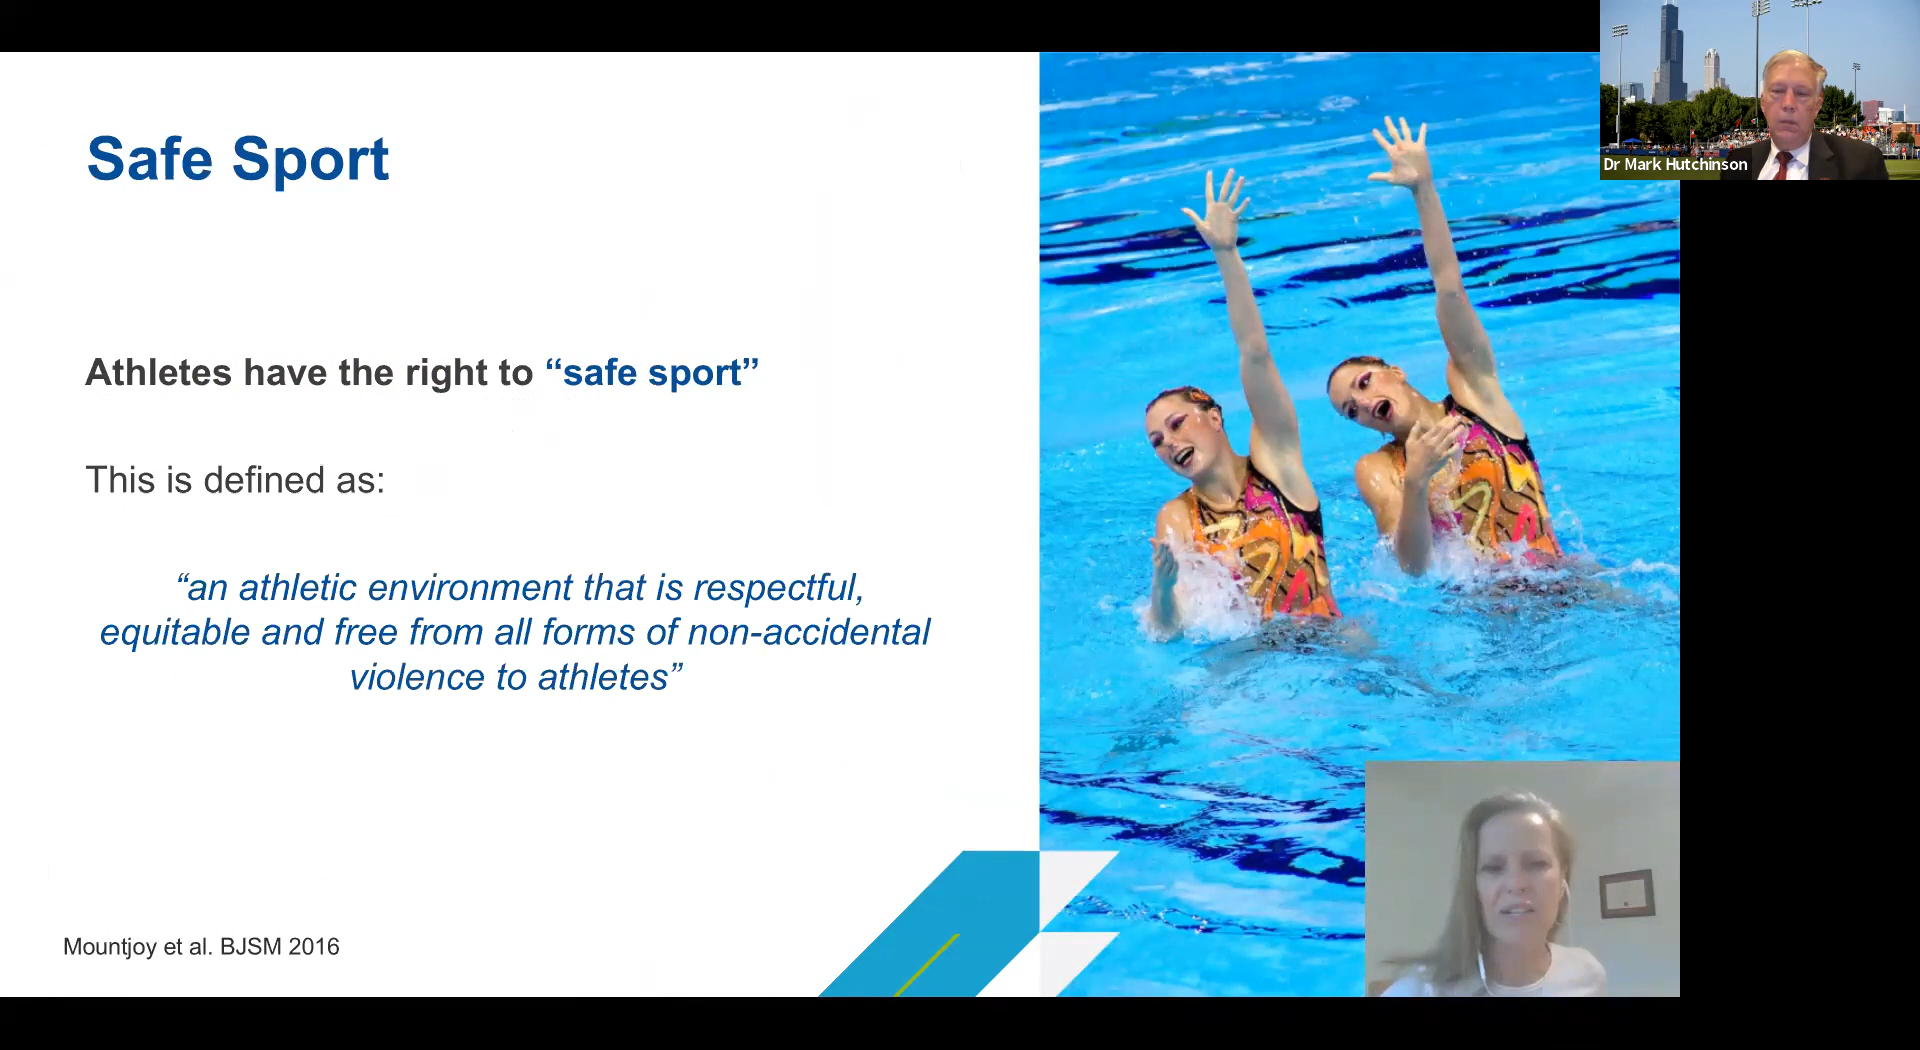 Safe Sport
Athletes have the right to “safe sport”
This is defined as:
“an athletic environment that is respectful,
equitable and free from all forms of non-accidental
violence to athletes”
Mountjoy et al. BJSM 2016
Dr Mark Hutchinson